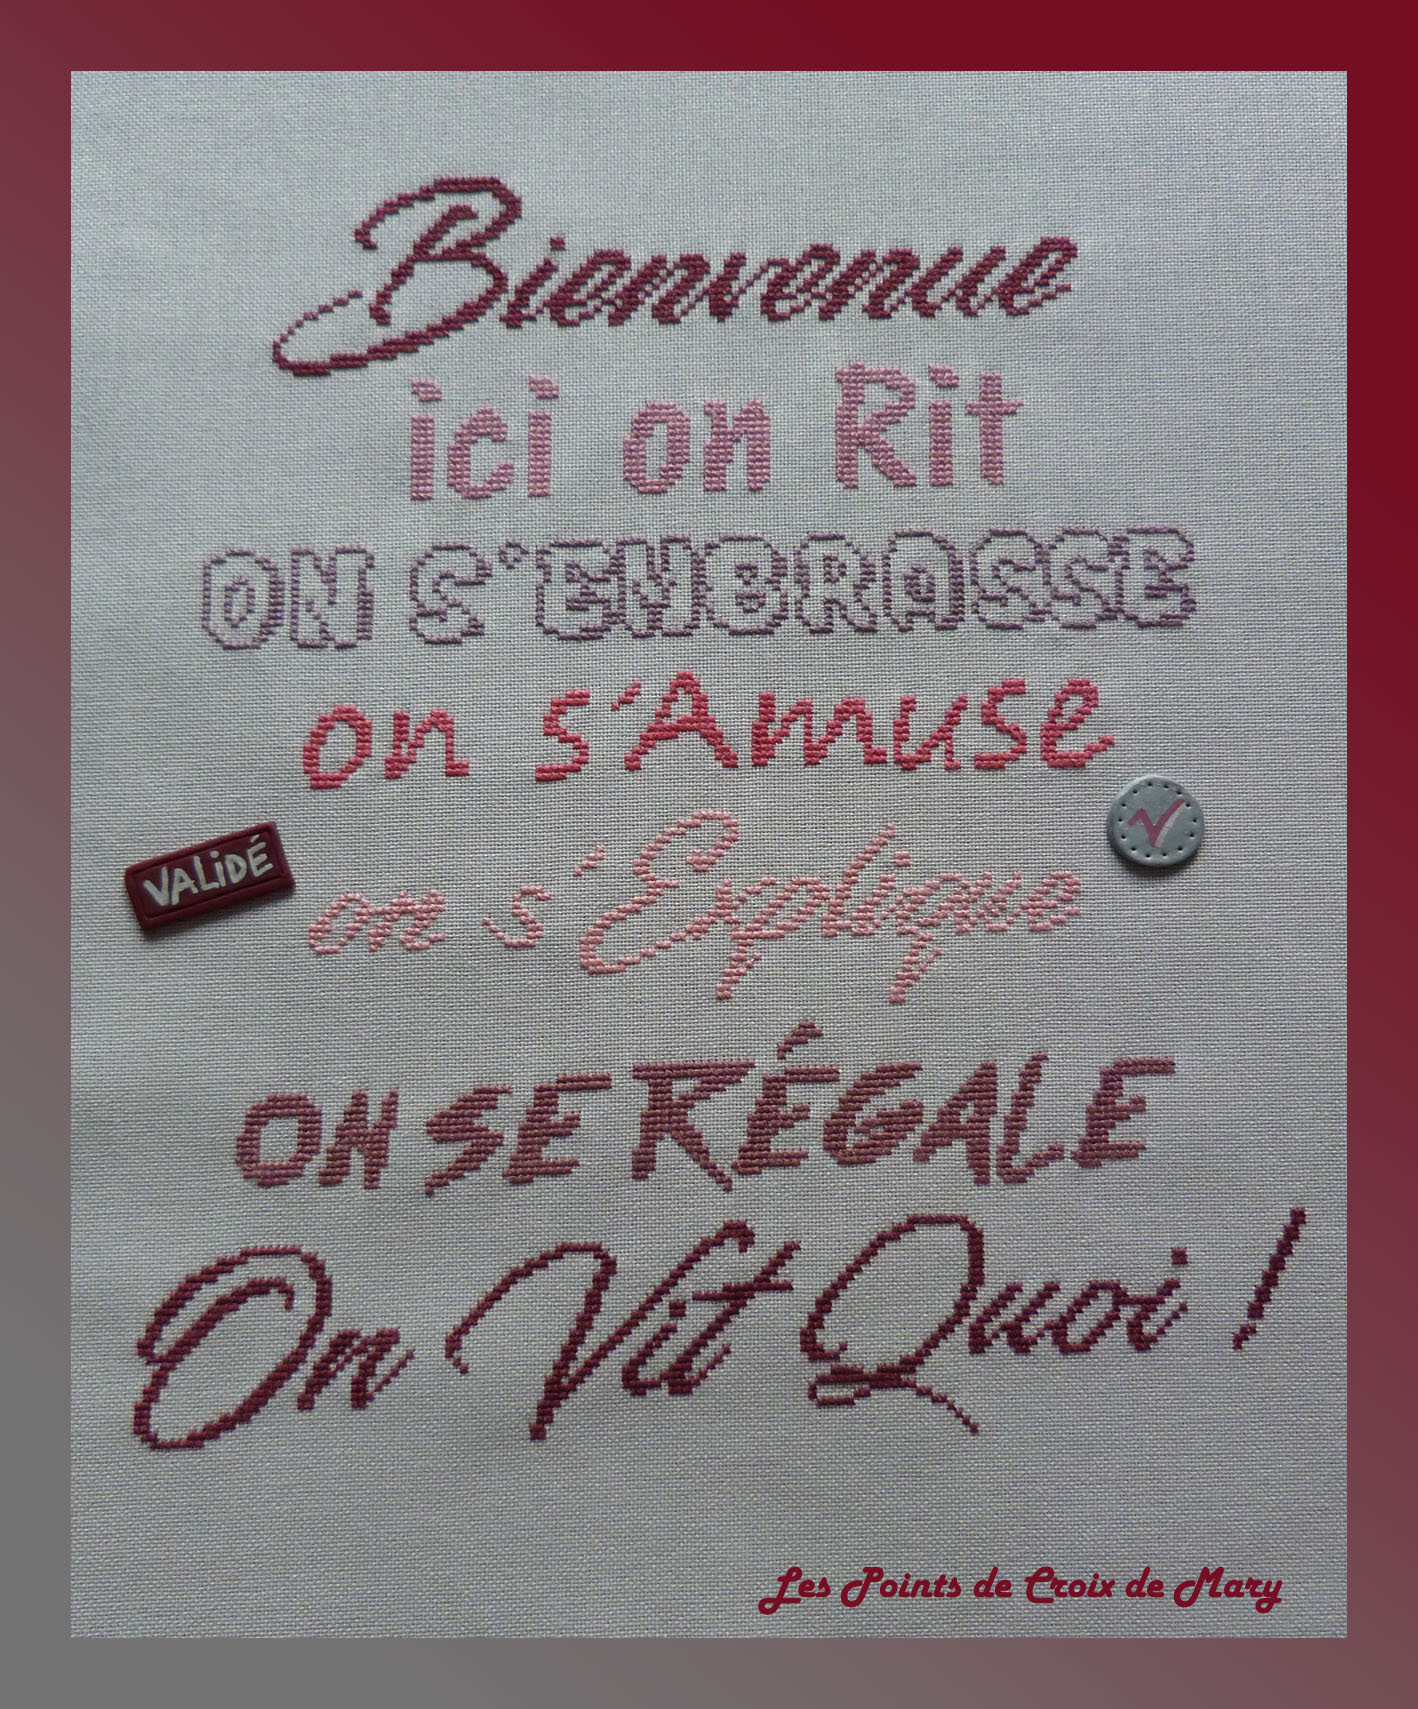 Bienvenue
ici on Rit
ON S'ENBRASSE
on s'Amuse
VALiDÉ
on s'Explique
ON SE RÉGALE
On Vit Quoi !
Les Points de Croix de Mary